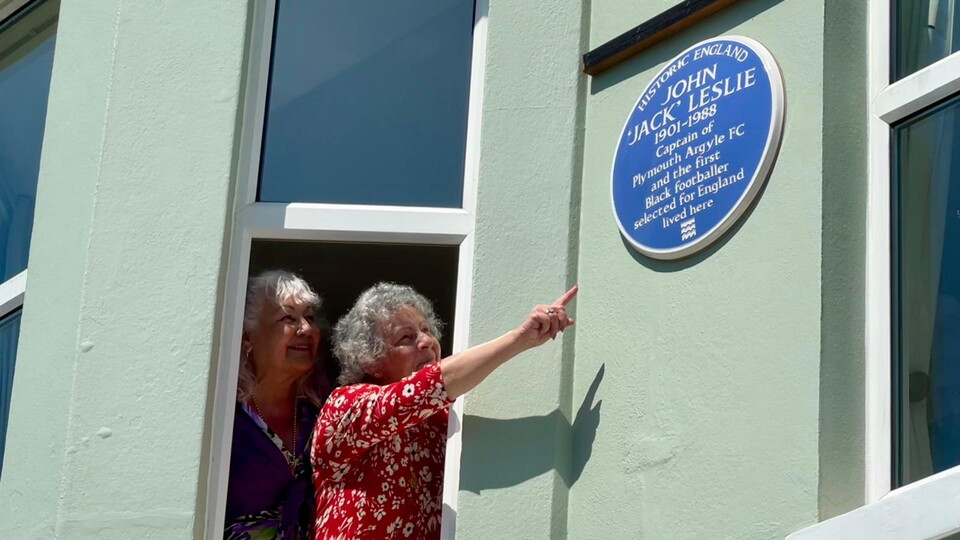 HISTORIC ENGLAND
JOHN
'JACK' LESLIE
1901-1988
Captain of
Plymouth Argyle FC
and the first
Black footballer
selected for England
lived here